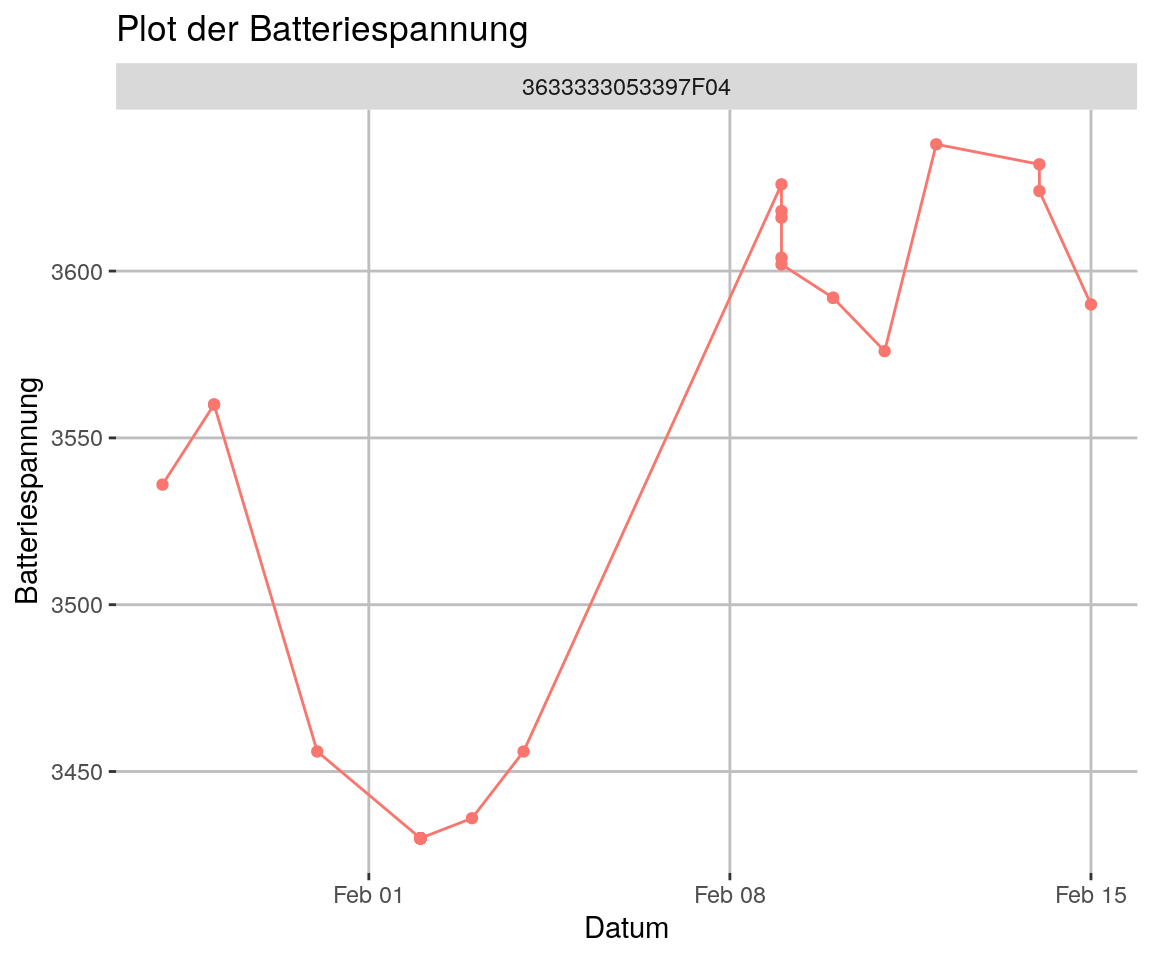 Plot der Batteriespannung
3633333053397F04
3600
3550
3500
3450
Batteriespannung
Feb 01
Feb 08
Feb 15
Datum